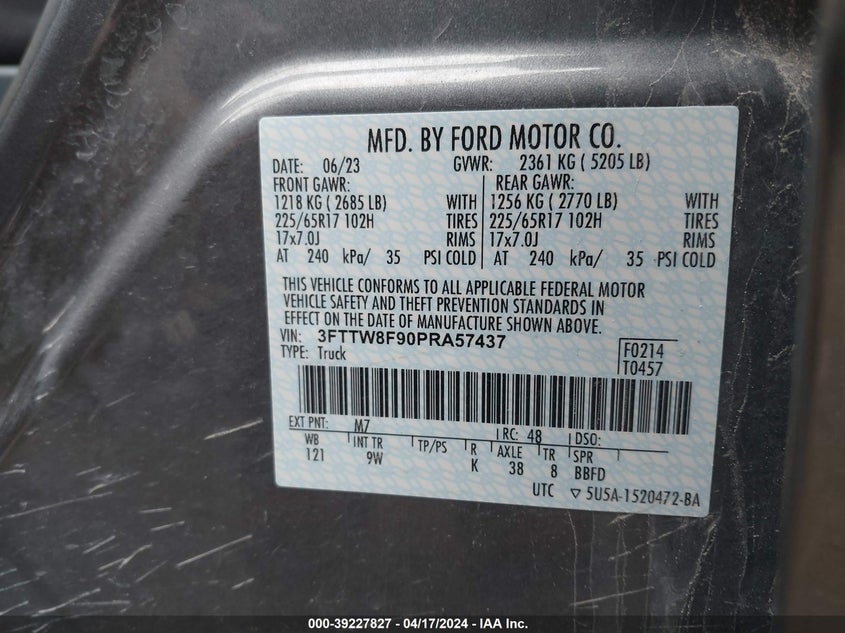 MFD. BY FORD MOTOR CO.
DATE: 06/23 GVWR: 2361 KG ( 5205 LB)
FRONT GAWR: REAR GAWR:
1218 KG ( 2685 LB) WITH 1256 KG ( 2770 LB) WITH
225/65R17 102H TIRES 225/65R17 102H TIRES
17x7.0J RIMS 17x7.0J RIMS
AT 240 kPa/ 35 PSI COLD AT 240 kPa/ 35 PSI COLD
THIS VEHICLE CONFORMS TO ALL APPLICABLE FEDERAL MOTOR
VEHICLE SAFETY AND THEFT PREVENTION STANDARDS IN
EFFECT ON THE DATE OF MANUFACTURE SHOWN ABOVE.
VIN: 3FTTW8F90PRA57437
TYPE: Truck
F0214
T0457
EXT PNT: M7 RC: 48 DSO:
WB INT TR TP/PS R AXLE TR SPR
121 9W K 38 8 BBFD
UTC ▽ 5U5A-1520472-BA
000-39227827 - 04/17/2024 - IAA Inc.